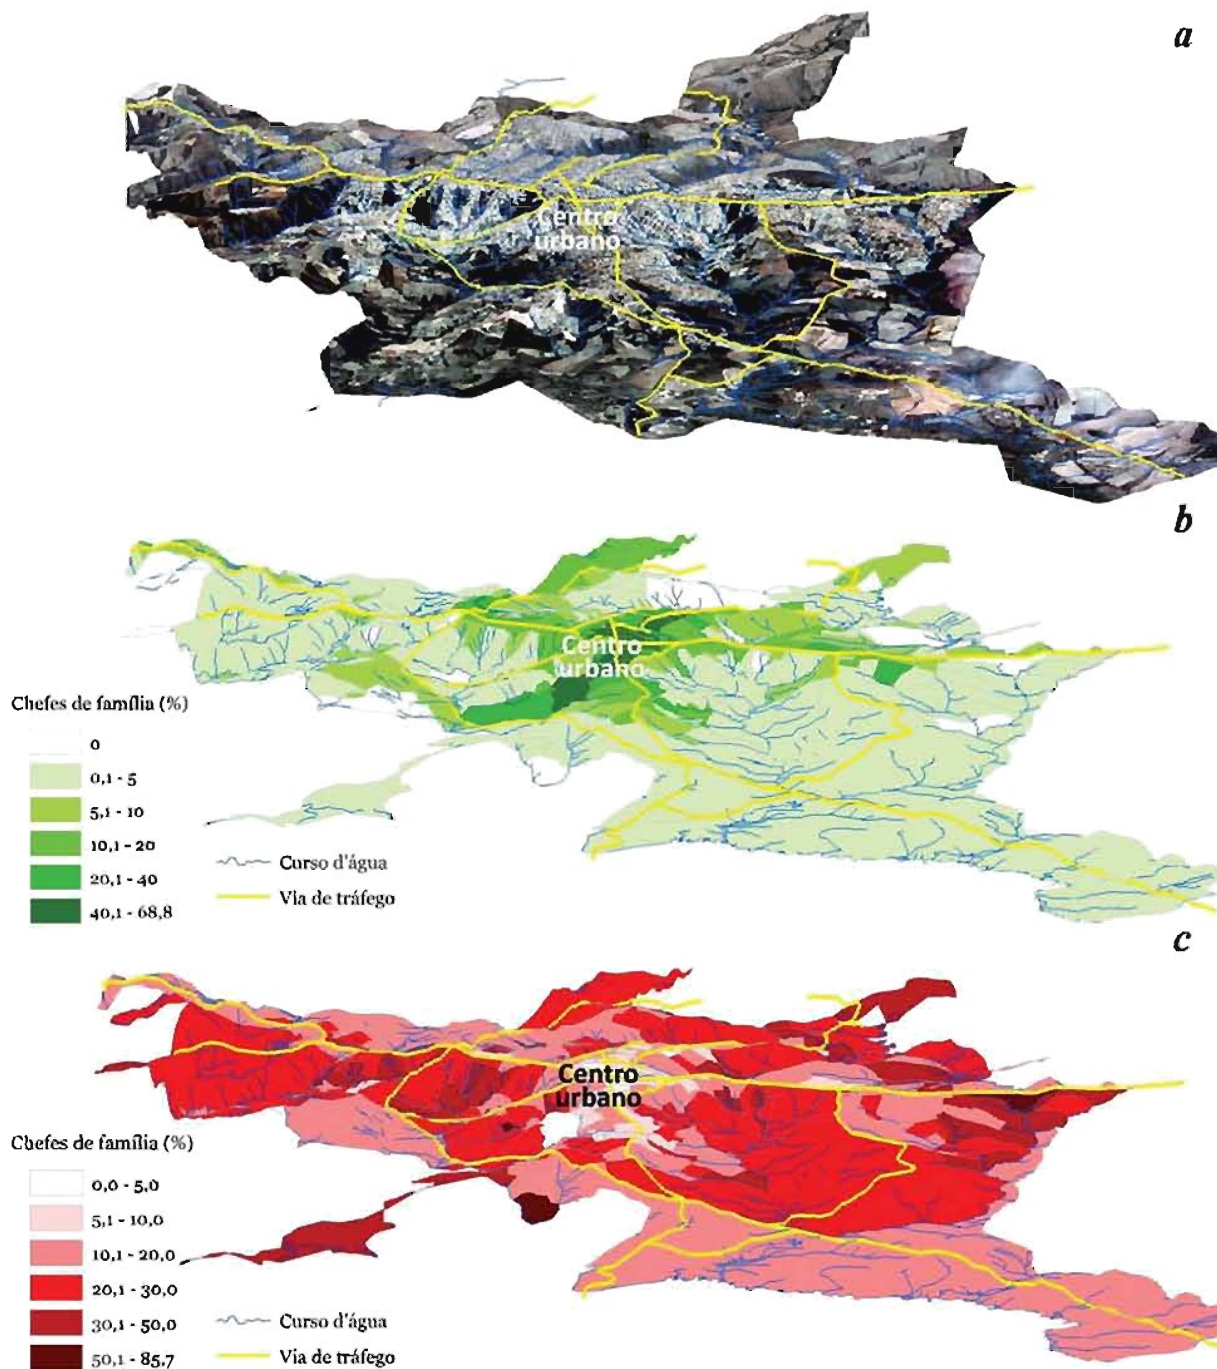 a
Centro
urbano
b
Centro
urbano
Chefes de família (%)
0
0,1 - 5
5,1 - 10
10,1 - 20
20,1 - 40
40,1 - 68,8
Curso d'água
Via de tráfego
c
Centro
urbano
Chefes de família (%)
0,0 - 5,0
5,1 - 10,0
10,1 - 20,0
20,1 - 30,0
30,1 - 50,0
50,1 - 85,7
Curso d'água
Via de tráfego